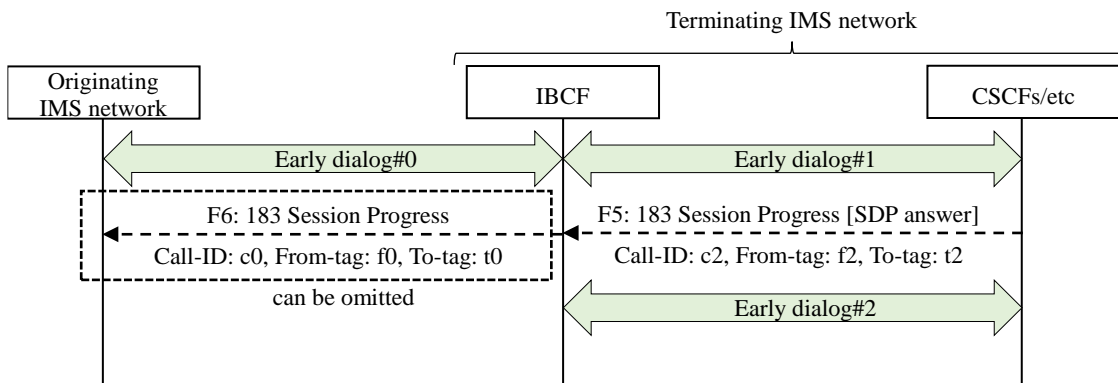 Terminating IMS network
Originating
IMS network
IBCF
CSCFs/etc
Early dialog#0
Early dialog#1
F6: 183 Session Progress
F5: 183 Session Progress [SDP answer]
Call-ID: c0, From-tag: f0, To-tag: t0
Call-ID: c2, From-tag: f2, To-tag: t2
can be omitted
Early dialog#2